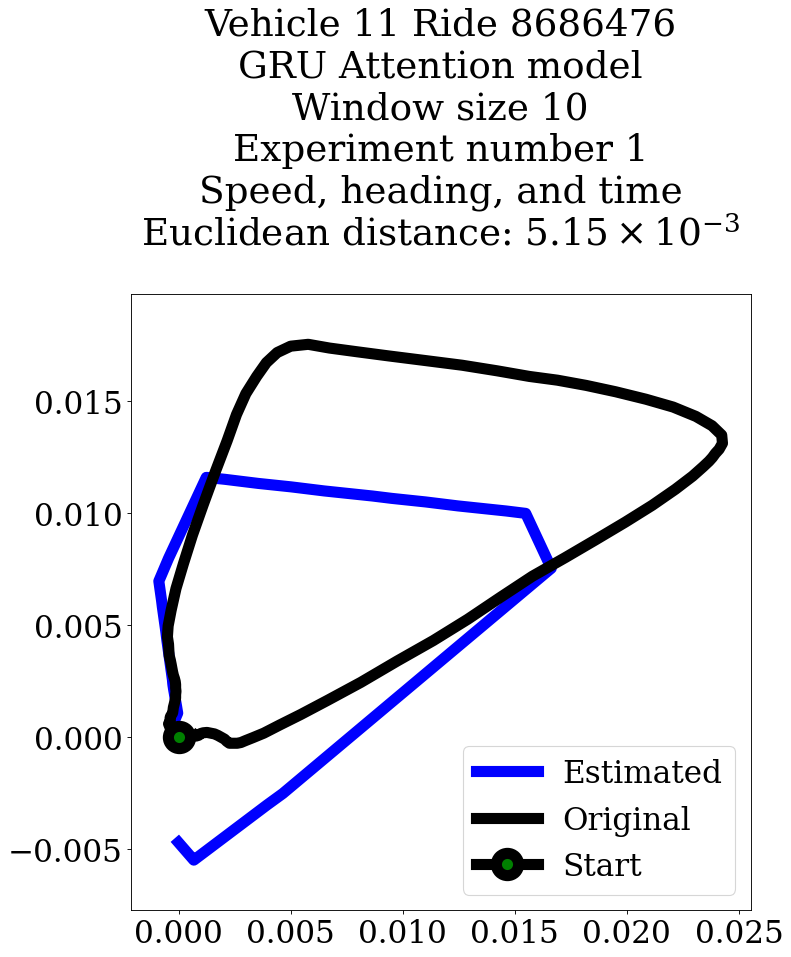 Vehicle 11 Ride 8686476
GRU Attention model
Window size 10
Experiment number 1
Speed, heading, and time
Euclidean distance: 5.15 × 10⁻³
0.015
0.010
0.005
0.000
−0.005
Estimated
Original
Start
0.000 0.005 0.010 0.015 0.020 0.025